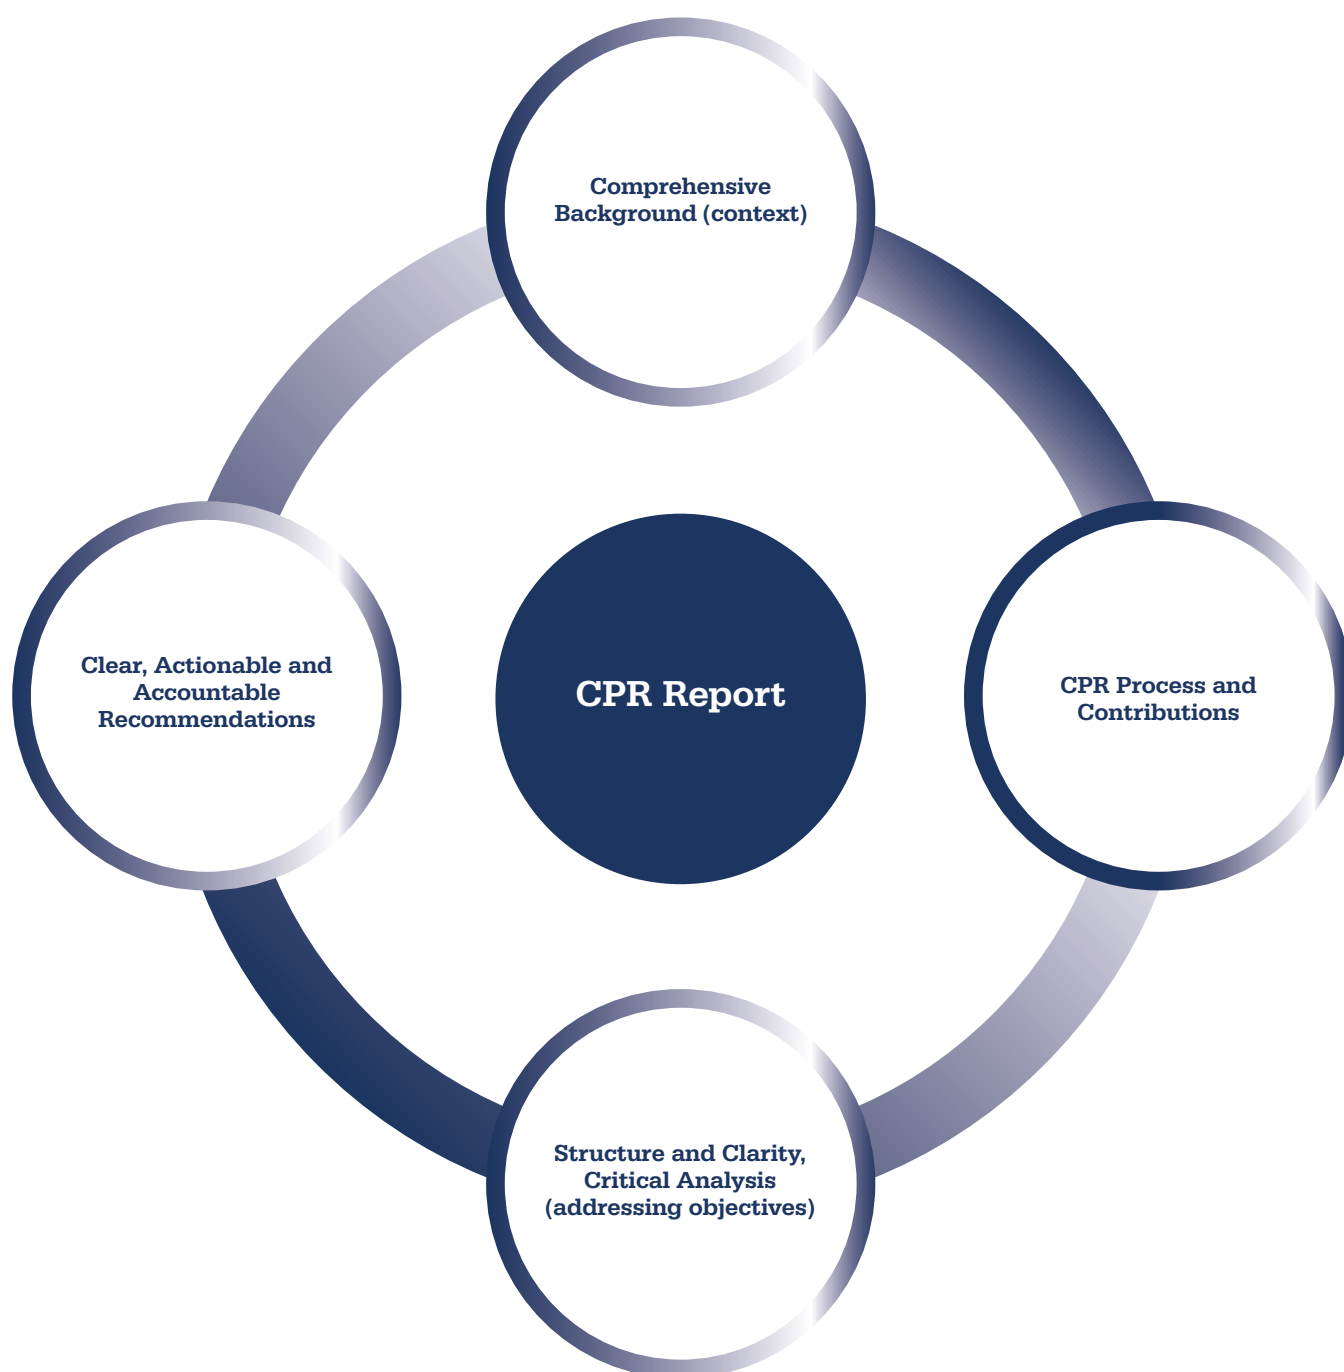 Comprehensive
Background (context)
Clear, Actionable and
Accountable
Recommendations
CPR Report
CPR Process and
Contributions
Structure and Clarity,
Critical Analysis
(addressing objectives)